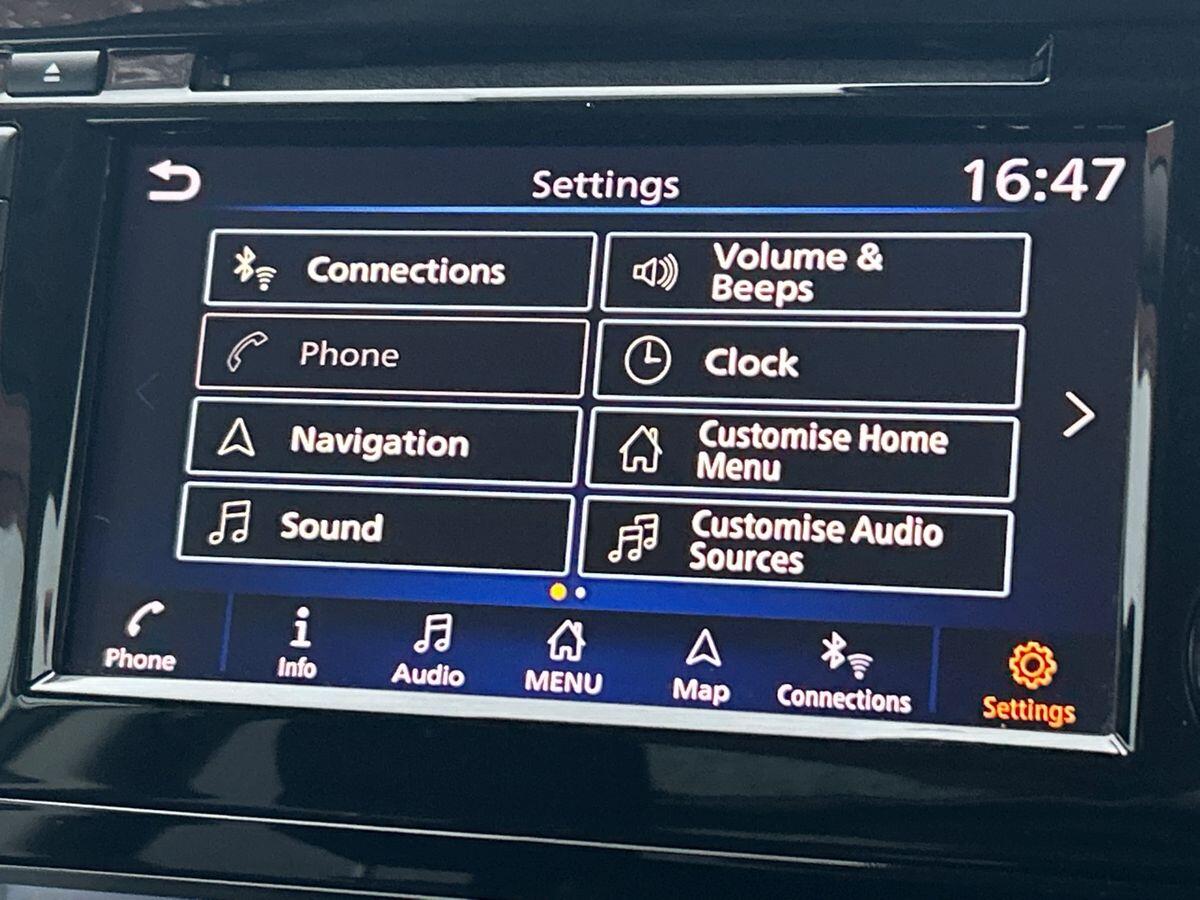 Settings
16:47
Connections
Volume &
Beeps
Phone
Clock
Navigation
Customise Home
Menu
Sound
Customise Audio
Sources
Phone
Info
Audio
MENU
Map
Connections
Settings